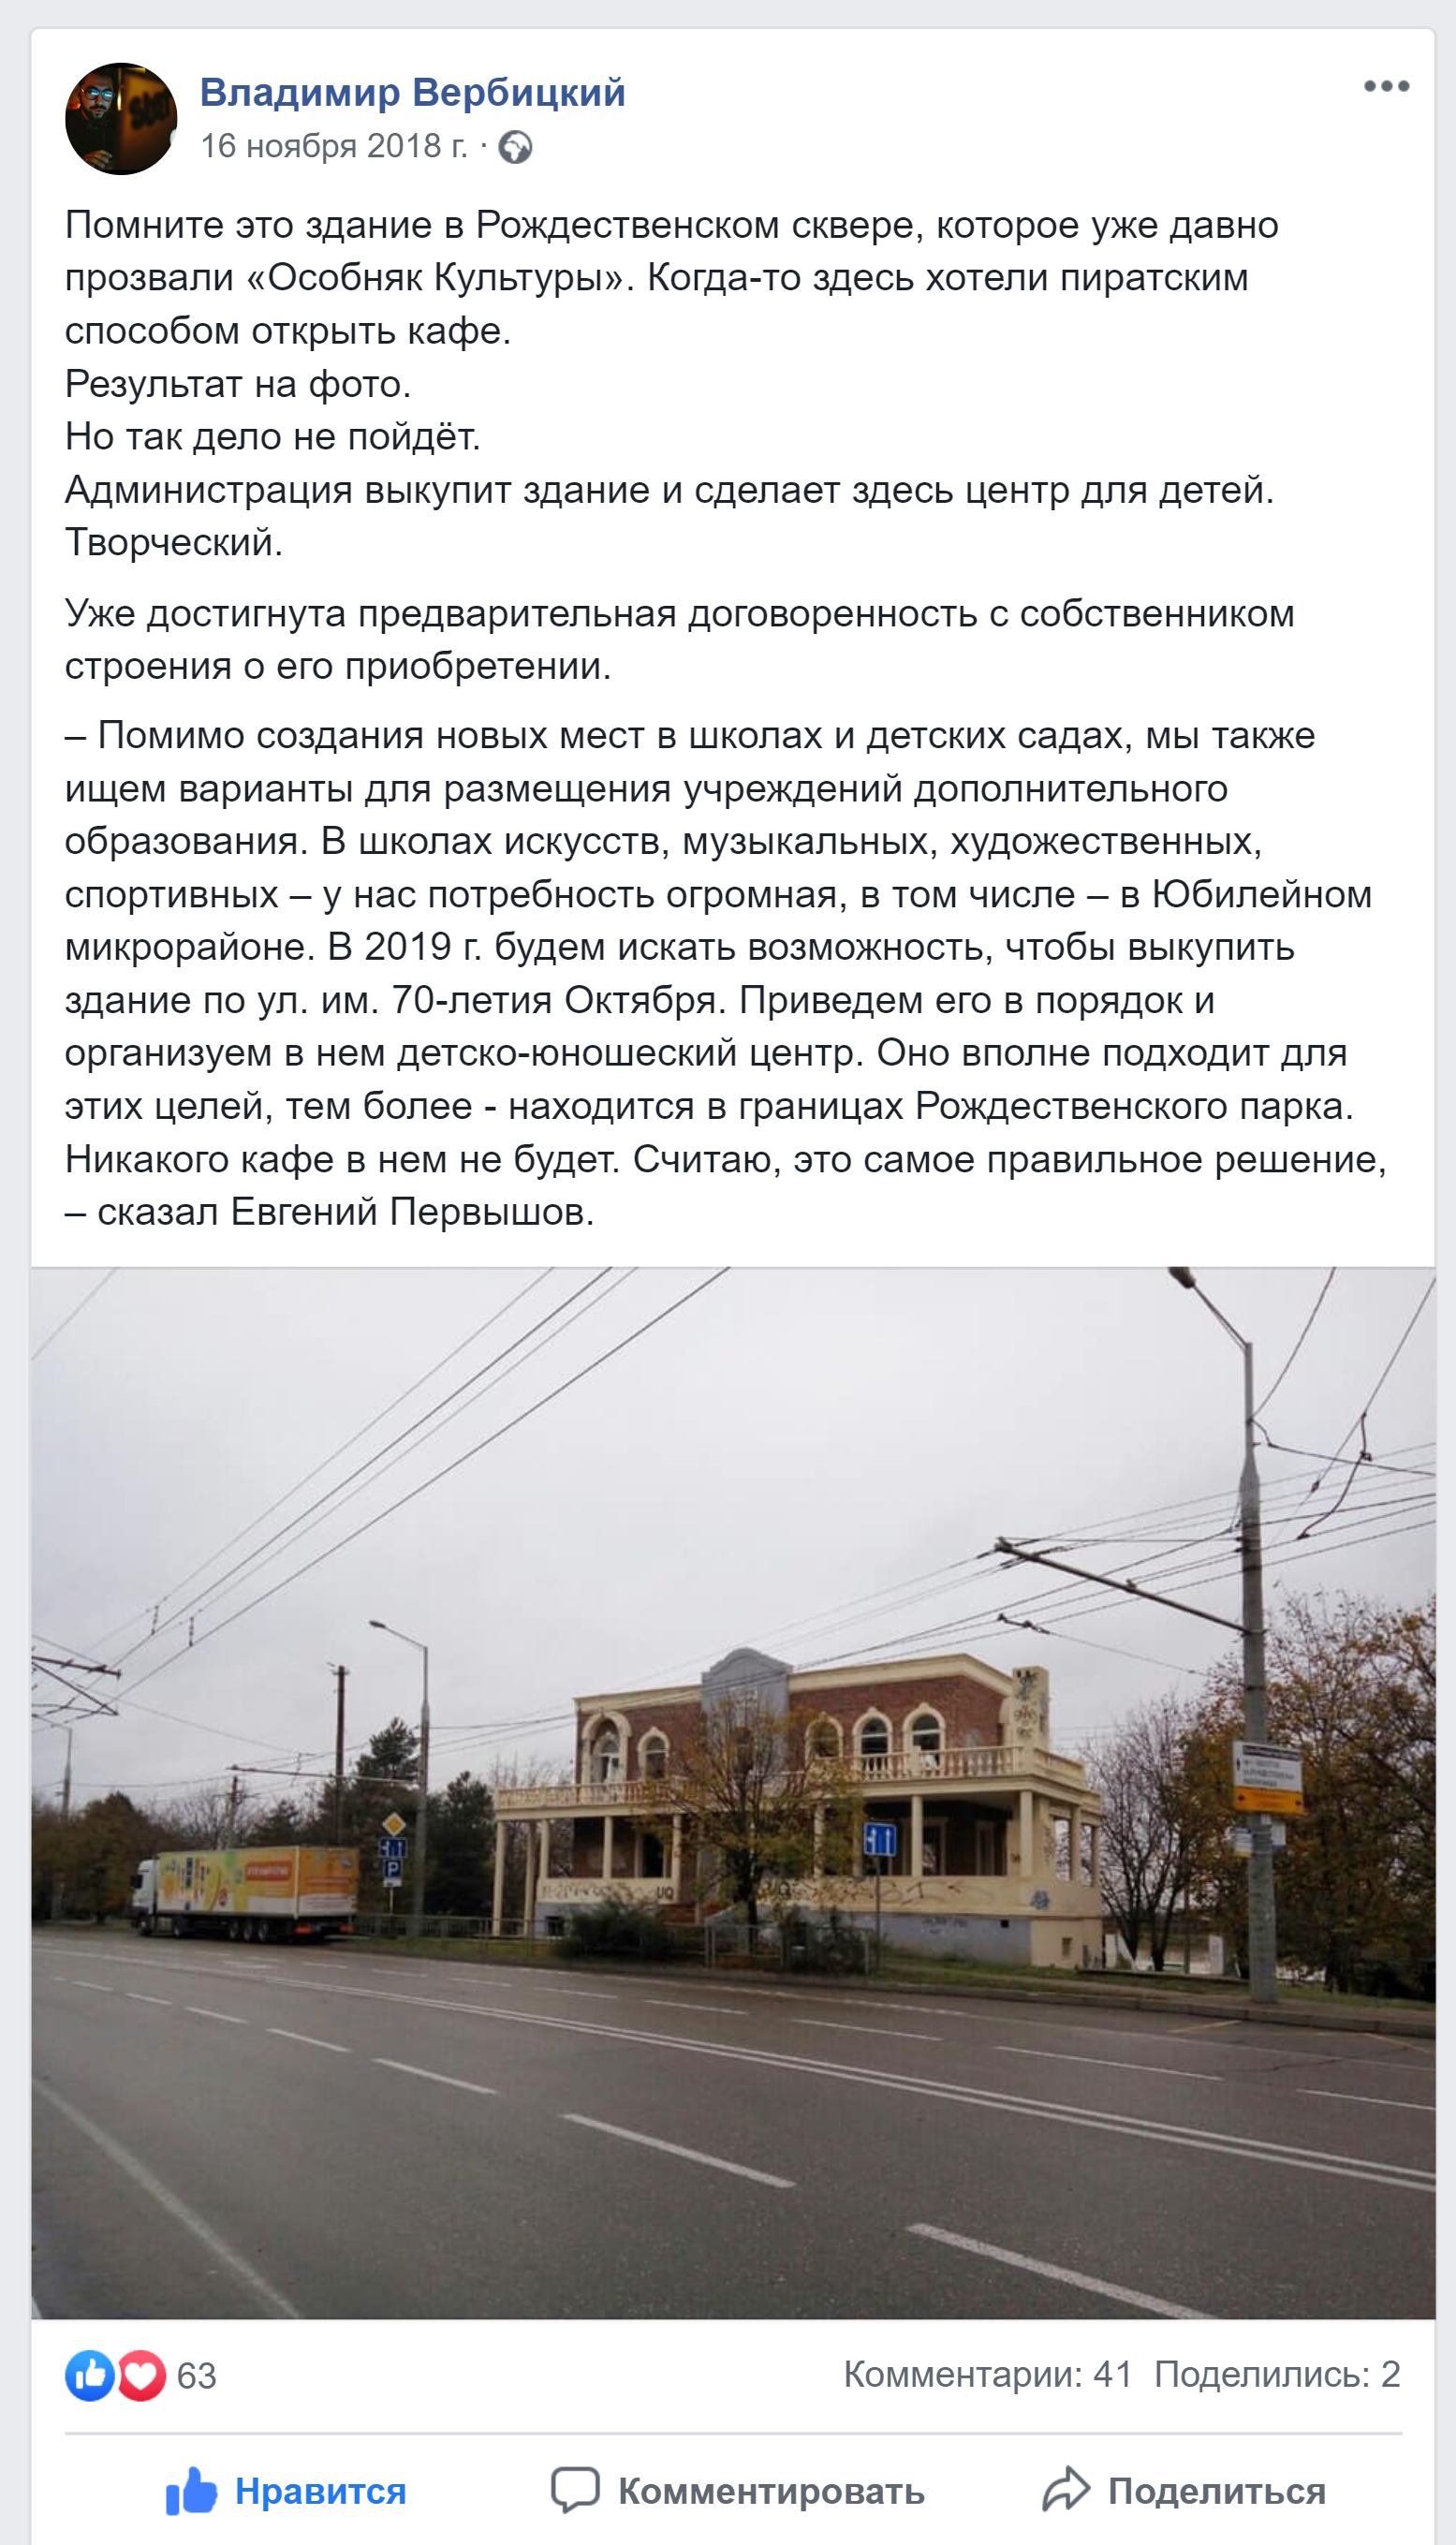 Владимир Вербицкий
16 ноября 2018 г. ·
Помните это здание в Рождественском сквере, которое уже давно
прозвали «Особняк Культуры». Когда-то здесь хотели пиратским
способом открыть кафе.
Результат на фото.
Но так дело не пойдёт.
Администрация выкупит здание и сделает здесь центр для детей.
Творческий.
Уже достигнута предварительная договоренность с собственником
строения о его приобретении.
– Помимо создания новых мест в школах и детских садах, мы также
ищем варианты для размещения учреждений дополнительного
образования. В школах искусств, музыкальных, художественных,
спортивных – у нас потребность огромная, в том числе – в Юбилейном
микрорайоне. В 2019 г. будем искать возможность, чтобы выкупить
здание по ул. им. 70-летия Октября. Приведем его в порядок и
организуем в нем детско-юношеский центр. Оно вполне подходит для
этих целей, тем более - находится в границах Рождественского парка.
Никакого кафе в нем не будет. Считаю, это самое правильное решение,
– сказал Евгений Первышов.
P
63
Комментарии: 41 Поделились: 2
Нравится Комментировать Поделиться